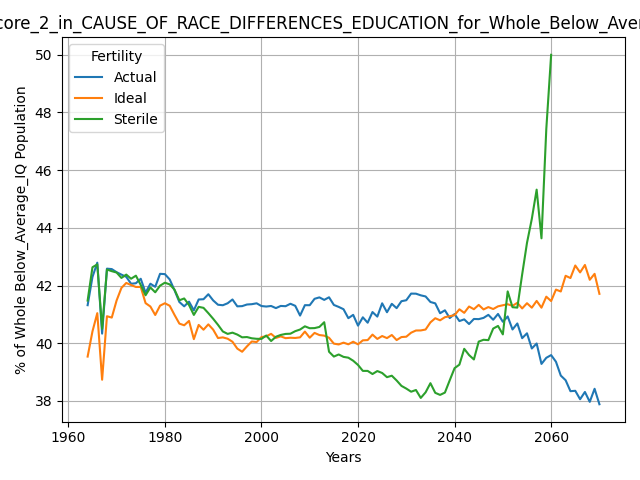 core_2_in_CAUSE_OF_RACE_DIFFERENCES_EDUCATION_for_Whole_Below_Aver
Fertility
Actual
Ideal
Sterile
% of Whole Below_Average_IQ Population
50
48
46
44
42
40
38
1960
1980
2000
2020
2040
2060
Years